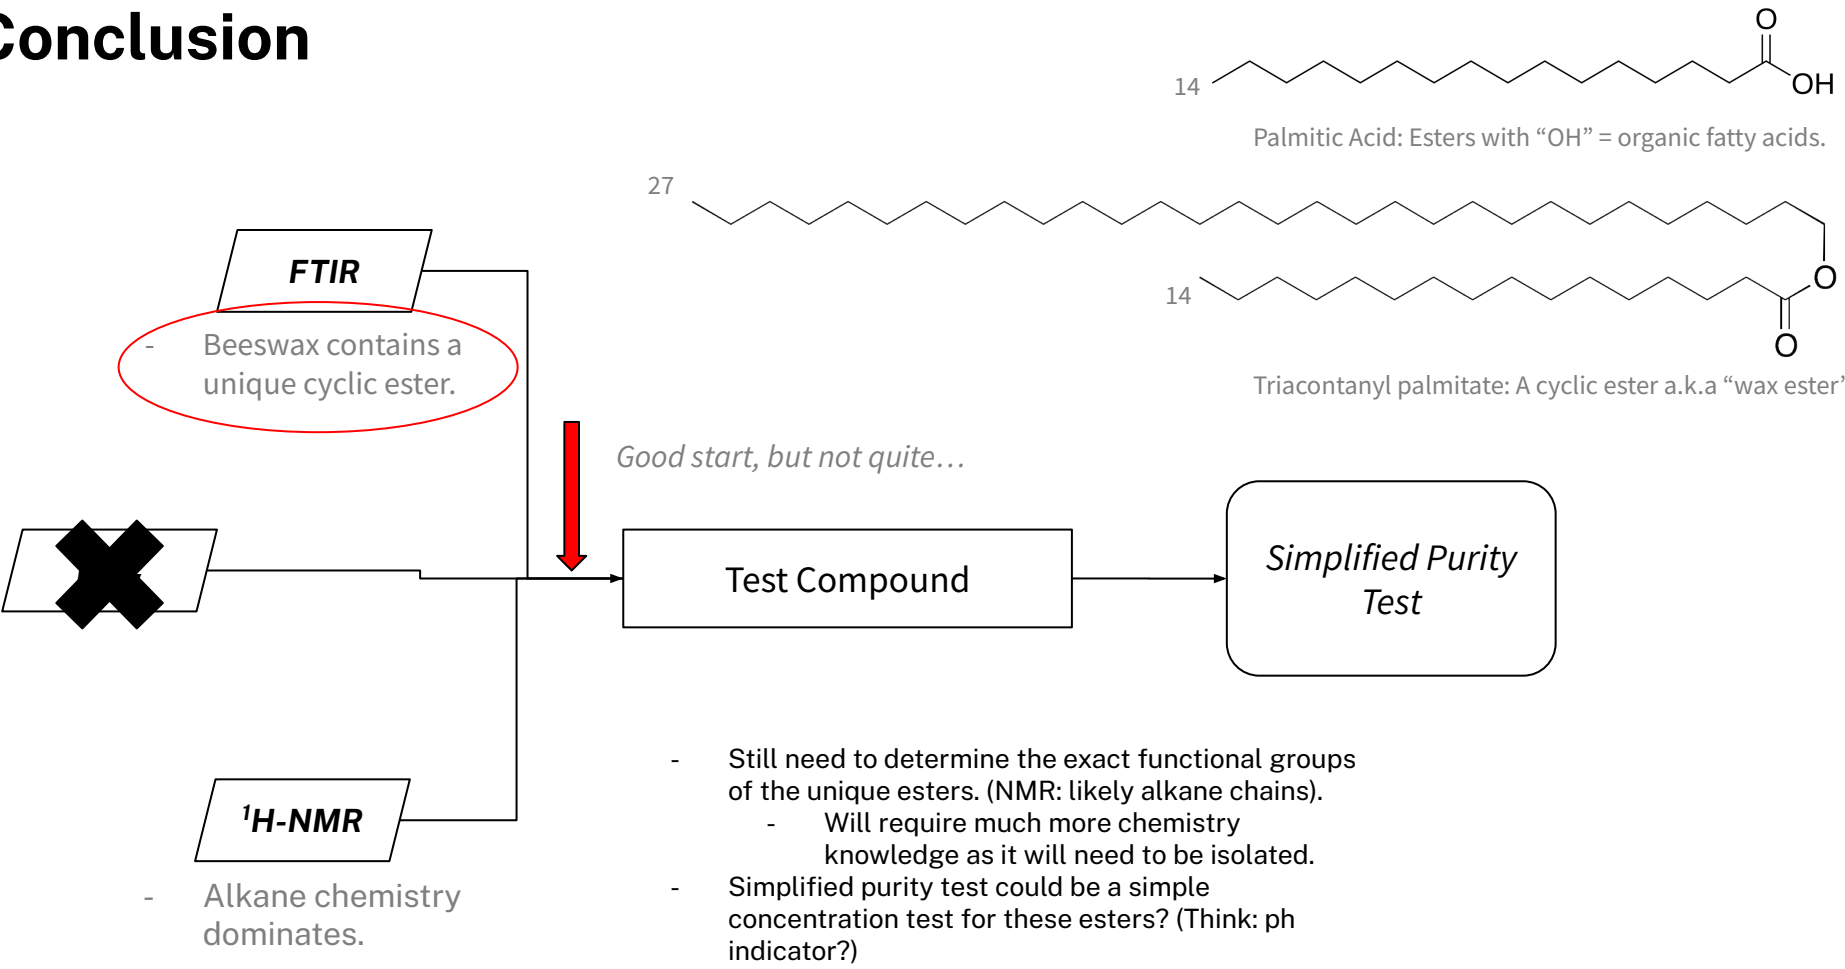 Conclusion
O
14
OH
Palmitic Acid: Esters with “OH” = organic fatty acids.
27
O
14
O
Triacontanyl palmitate: A cyclic ester a.k.a “wax ester’
FTIR
- Beeswax contains a
unique cyclic ester.
Good start, but not quite…
Test Compound
Simplified Purity
Test
¹H-NMR
- Alkane chemistry
dominates.
- Still need to determine the exact functional groups
of the unique esters. (NMR: likely alkane chains).
- Will require much more chemistry
knowledge as it will need to be isolated.
- Simplified purity test could be a simple
concentration test for these esters? (Think: ph
indicator?)